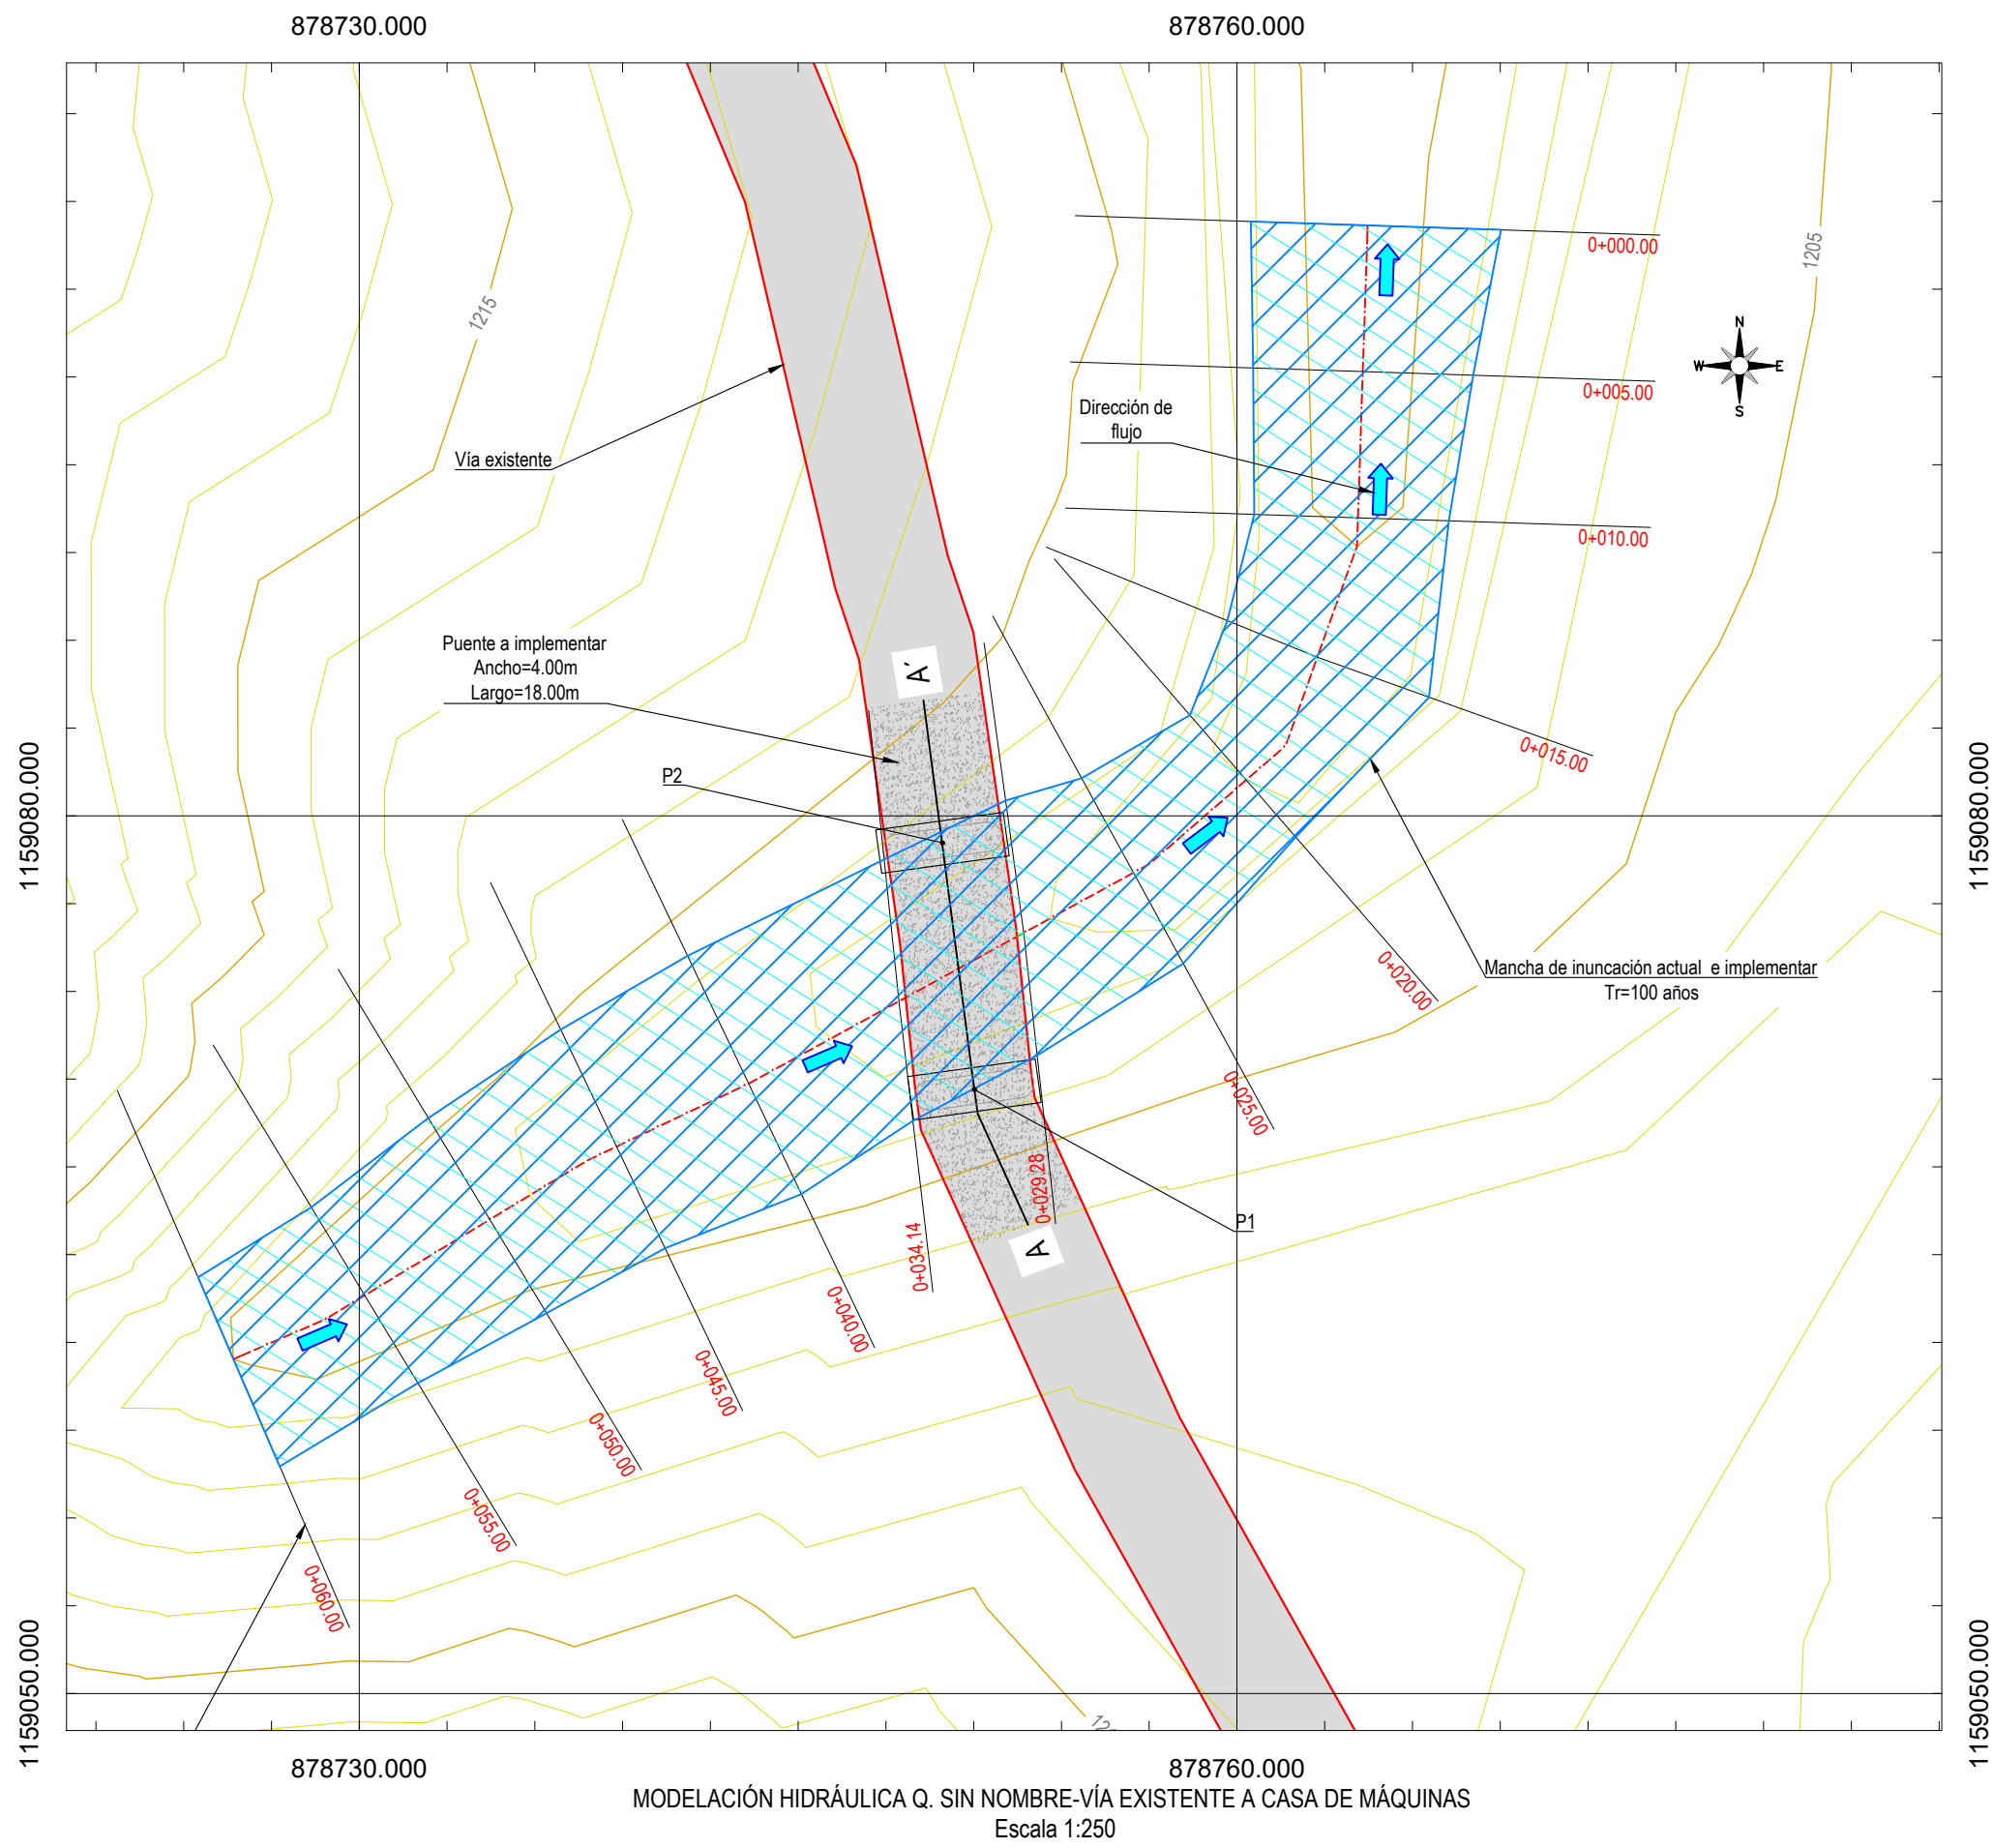 878730.000
878760.000
1215
1205
0+000.00
N
W
E
S
0+005.00
Dirección de
flujo
Vía existente
0+010.00
Puente a implementar
Ancho=4.00m
Largo=18.00m
A´
0+015.00
P2
1159080.000
1159080.000
Mancha de inuncación actual e implementar
Tr=100 años
0+020.00
0+025.00
0+029.28
P1
A
0+034.14
0+040.00
0+045.00
0+050.00
0+055.00
0+060.00
1159050.000
1159050.000
878730.000
878760.000
MODELACIÓN HIDRÁULICA Q. SIN NOMBRE-VÍA EXISTENTE A CASA DE MÁQUINAS
Escala 1:250